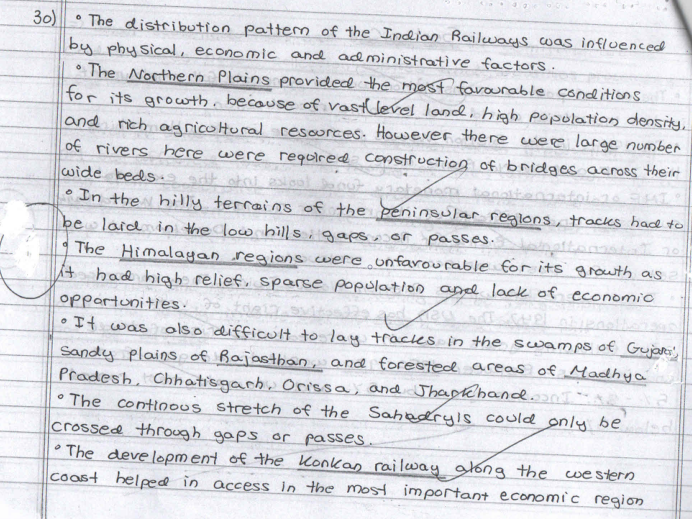 30) • The distribution pattern of the Indian Railways was influenced
by physical, economic and administrative factors.
• The Northern Plains provided the most favourable conditions
for its growth, because of vast level land, high population density,
and rich agricultural resources. However there were large number
of rivers here were required construction of bridges across their
wide beds.
• In the hilly terrains of the peninsular regions, tracks had to
be laid in the low hills, gaps, or passes.
• The Himalayan regions were unfavourable for its growth as
it had high relief, sparse population and lack of economic
opportunities.
• It was also difficult to lay tracks in the swamps of Gujarat,
Sandy plains of Rajasthan, and forested areas of Madhya
Pradesh, Chhatisgarh, Orissa, and Jharkhand.
• The continous stretch of the could only be
crossed through gaps or passes.
• The development of the Konkan railway along the western
coast helped in access in the most important economic region